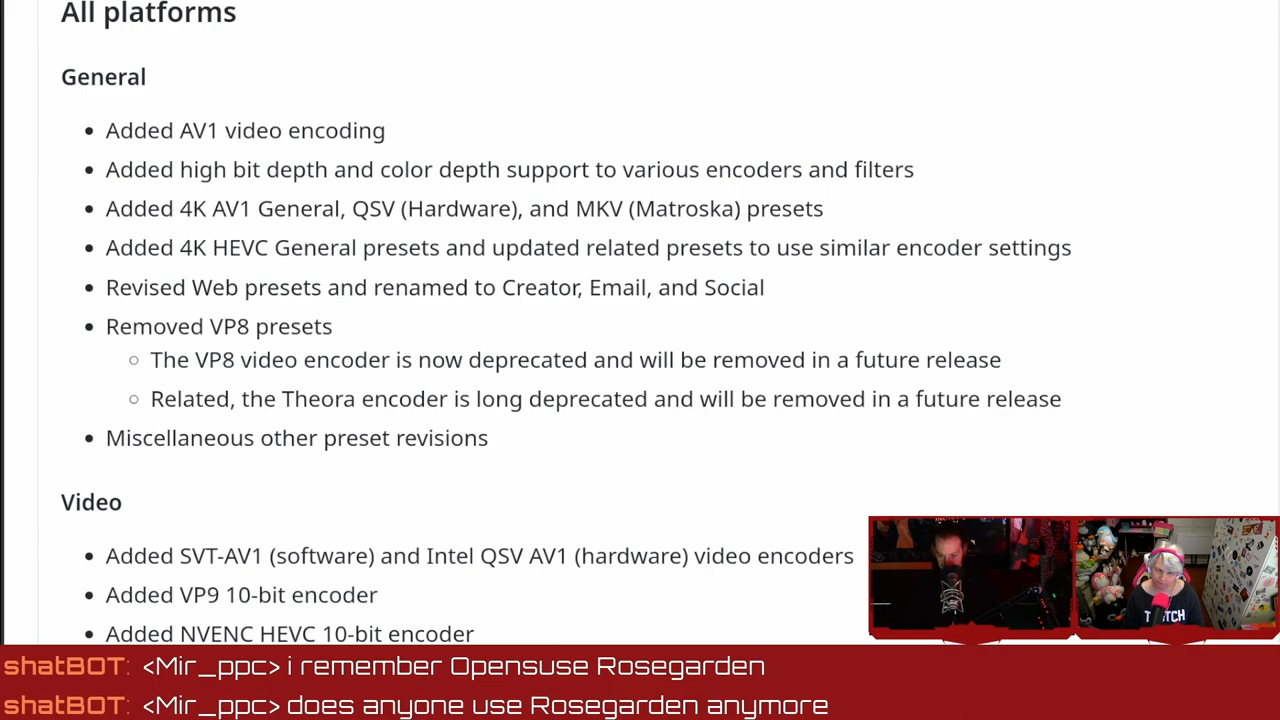 All platforms
General
• Added AV1 video encoding
• Added high bit depth and color depth support to various encoders and filters
• Added 4K AV1 General, QSV (Hardware), and MKV (Matroska) presets
• Added 4K HEVC General presets and updated related presets to use similar encoder settings
• Revised Web presets and renamed to Creator, Email, and Social
• Removed VP8 presets
○ The VP8 video encoder is now deprecated and will be removed in a future release
○ Related, the Theora encoder is long deprecated and will be removed in a future release
• Miscellaneous other preset revisions
Video
• Added SVT-AV1 (software) and Intel QSV AV1 (hardware) video encoders
• Added VP9 10-bit encoder
• Added NVENC HEVC 10-bit encoder
shatBOT: <Mir_ppc> i remember Opensuse Rosegarden
shatBOT: <Mir_ppc> does anyone use Rosegarden anymore